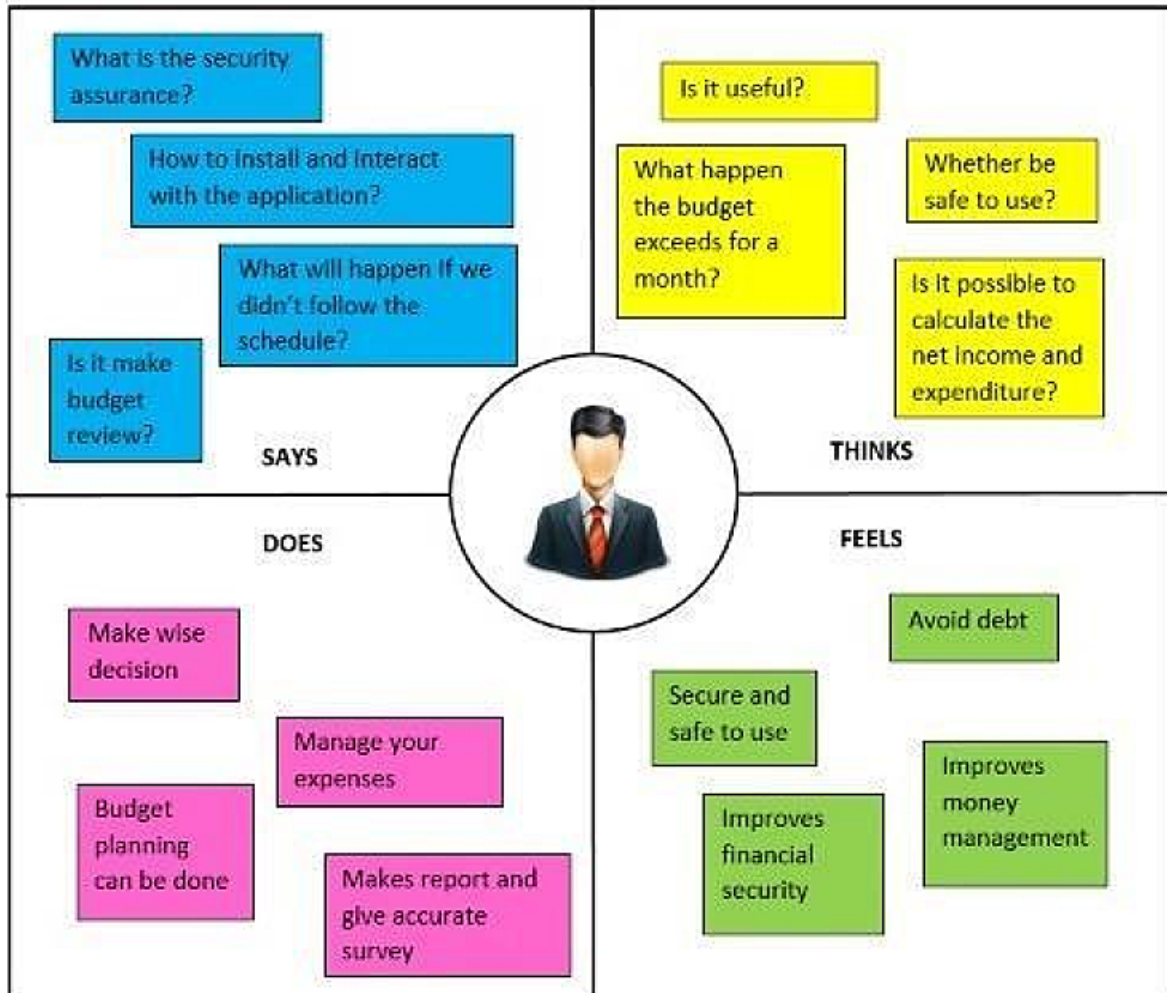 What is the security
assurance?
How to install and interact
with the application?
What will happen if we
didn't follow the
schedule?
Is it make
budget
review?
SAYS
Is it useful?
What happen
the budget
exceeds for a
month?
Whether be
safe to use?
Is it possible to
calculate the
net income and
expenditure?
THINKS
DOES
Make wise
decision
Manage your
expenses
Budget
planning
can be done
Makes report and
give accurate
survey
FEELS
Avoid debt
Secure and
safe to use
Improves
money
management
Improves
financial
security